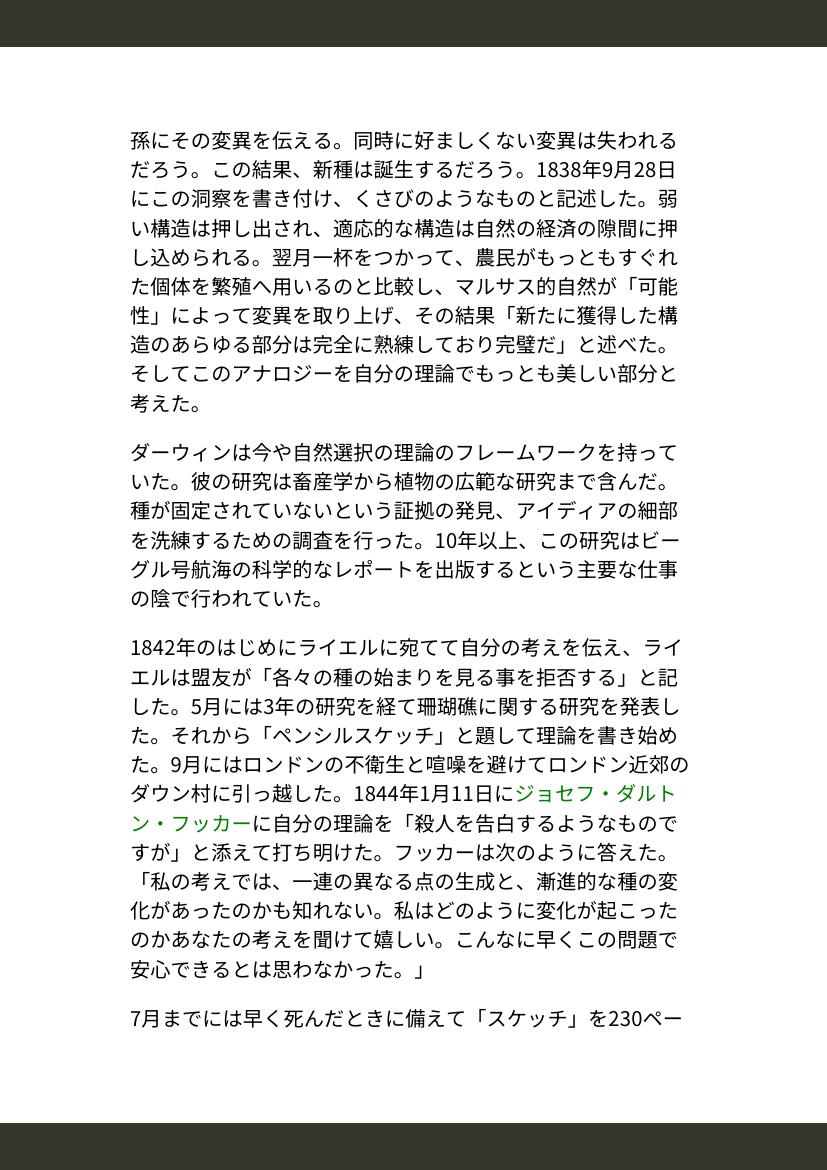 孫にその変異を伝える。同時に好ましくない変異は失われる
だろう。この結果、新種は誕生するだろう。1838年9月28日
にこの洞察を書き付け、くさびのようなものと記述した。弱
い構造は押し出され、適応的な構造は自然の経済の隙間に押
し込められる。翌月一杯をつかって、農民がもっともすぐれ
た個体を繁殖へ用いるのと比較し、マルサス的自然が「可能
性」によって変異を取り上げ、その結果「新たに獲得した構
造のあらゆる部分は完全に熟練しており完璧だ」と述べた。
そしてこのアナロジーを自分の理論でもっとも美しい部分と
考えた。
ダーウィンは今や自然選択の理論のフレームワークを持って
いた。彼の研究は畜産学から植物の広範な研究まで含んだ。
種が固定されていないという証拠の発見、アイディアの細部
を洗練するための調査を行った。10年以上、この研究はビー
グル号航海の科学的なレポートを出版するという主要な仕事
の陰で行われていた。
1842年のはじめにライエルに宛てて自分の考えを伝え、ライ
エルは盟友が「各々の種の始まりを見る事を拒否する」と記
した。5月には3年の研究を経て珊瑚礁に関する研究を発表し
た。それから「ペンシルスケッチ」と題して理論を書き始め
た。9月にはロンドンの不衛生と喧噪を避けてロンドン近郊の
ダウン村に引っ越した。1844年1月11日にジョセフ・ダルト
ン・フッカーに自分の理論を「殺人を告白するようなもので
すが」と添えて打ち明けた。フッカーは次のように答えた。
「私の考えでは、一連の異なる点の生成と、漸進的な種の変
化があったのかも知れない。私はどのように変化が起こった
のかあなたの考えを聞けて嬉しい。こんなに早くこの問題で
安心できるとは思わなかった。」
7月までには早く死んだときに備えて「スケッチ」を230ペー